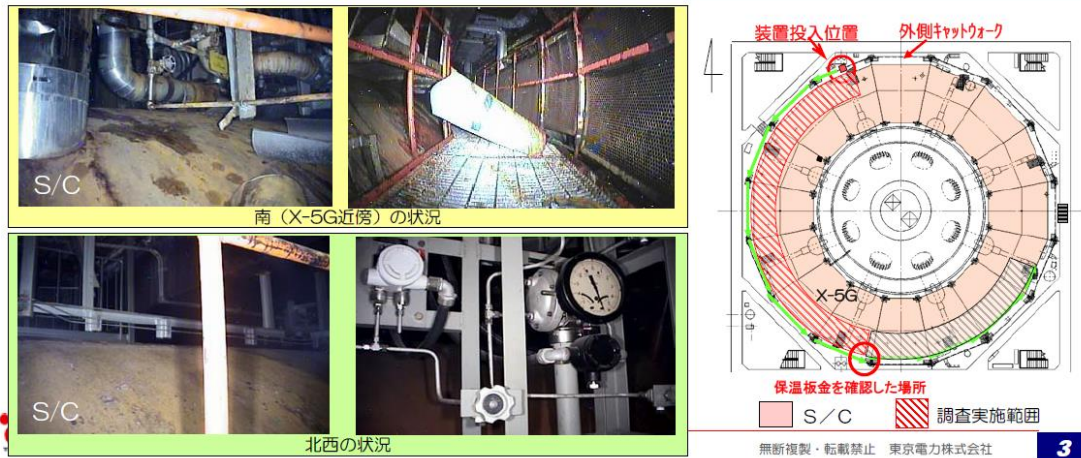 S/C
南（X-5G近傍）の状況
S/C
北西の状況
装置投入位置
外側ｷｬｯﾄｳｫｰｸ
X-5G
保温板金を確認した場所
S／C
調査実施範囲
無断複製・転載禁止　東京電力株式会社
3